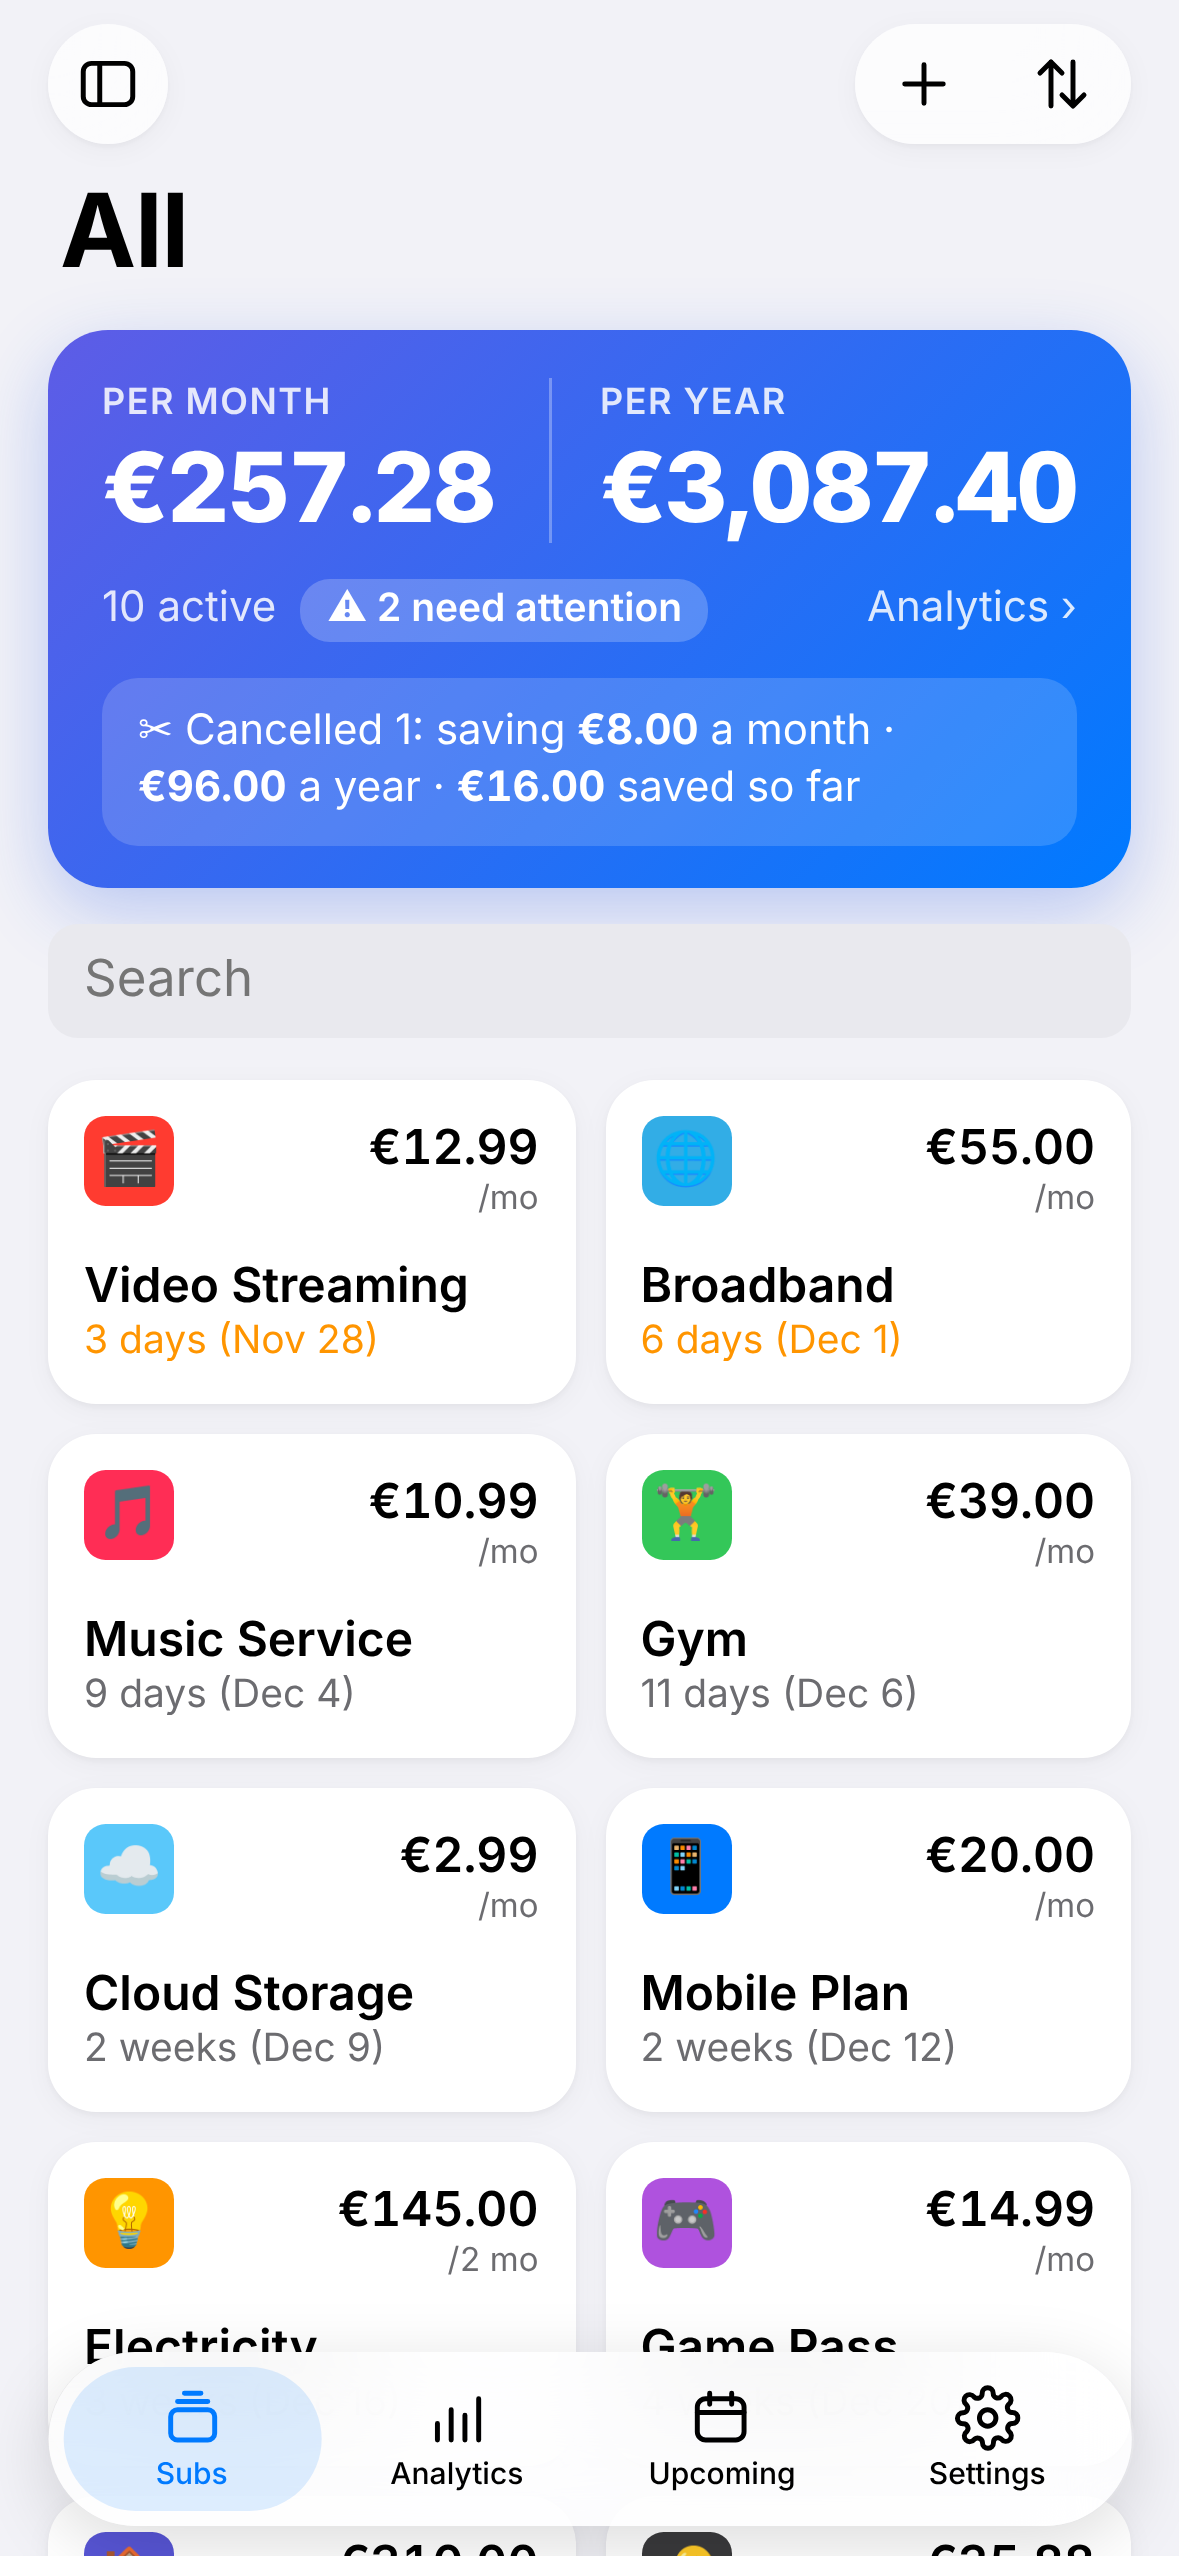 All
PER MONTH
€257.28
PER YEAR
€3,087.40
10 active
⚠ 2 need attention
Analytics ›
✂ Cancelled 1: saving €8.00 a month ·
€96.00 a year · €16.00 saved so far
Search
€12.99
/mo
Video Streaming
3 days (Nov 28)
€55.00
/mo
Broadband
6 days (Dec 1)
€10.99
/mo
Music Service
9 days (Dec 4)
€39.00
/mo
Gym
11 days (Dec 6)
€2.99
/mo
Cloud Storage
2 weeks (Dec 9)
€20.00
/mo
Mobile Plan
2 weeks (Dec 12)
€145.00
/2 mo
Electricity
€14.99
/mo
Game Pass
Subs
Analytics
Upcoming
Settings